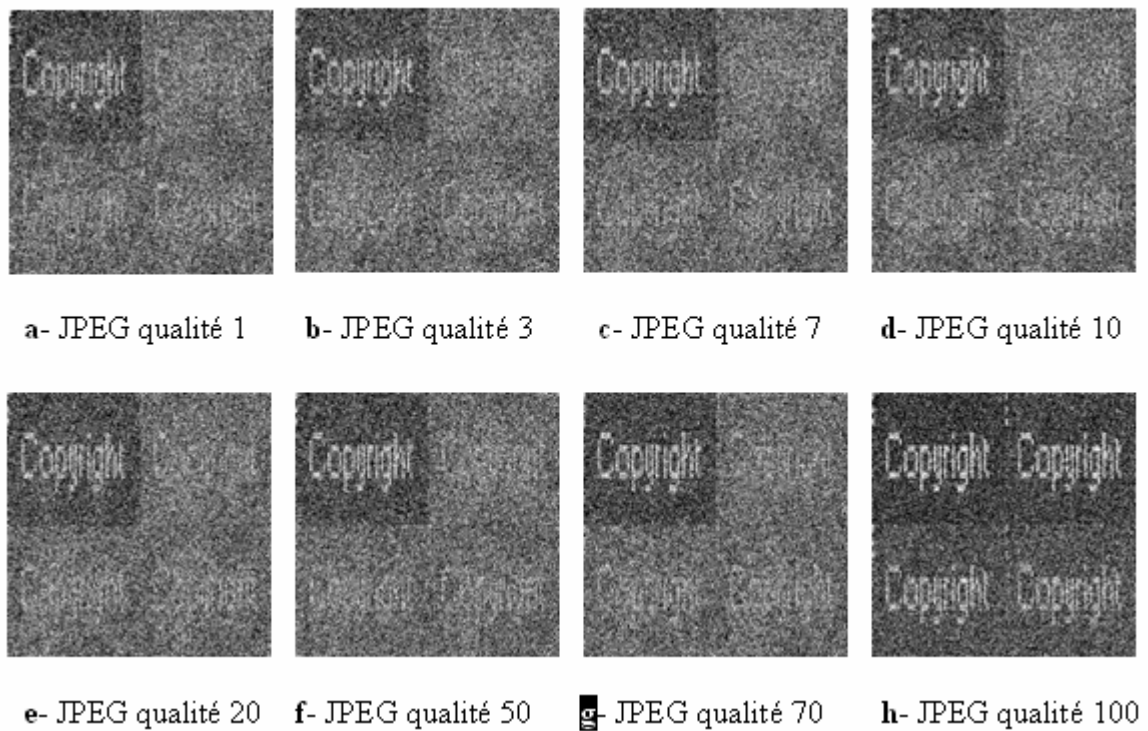 Copyright
Copyright
Copyright
Copyright
a- JPEG qualité 1
b- JPEG qualité 3
c- JPEG qualité 7
d- JPEG qualité 10
Copyright
Copyright
Copyright
Copyright Copyright
Copyright Copyright
e- JPEG qualité 20
f- JPEG qualité 50
g- JPEG qualité 70
h- JPEG qualité 100